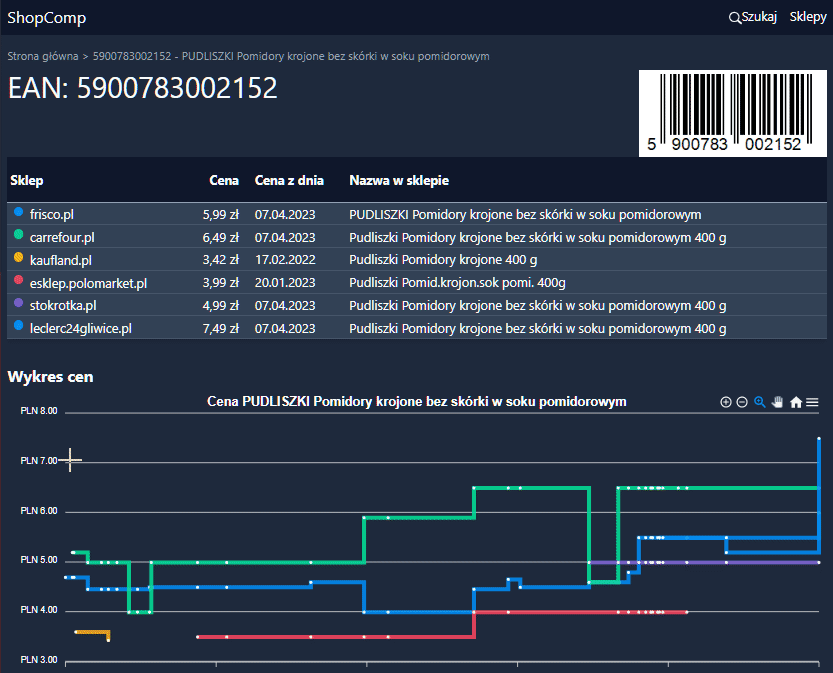 ShopComp Szukaj Sklepy
Strona główna > 5900783002152 - PUDLISZKI Pomidory krojone bez skórki w soku pomidorowym
EAN: 5900783002152
5 900783 002152
Sklep Cena Cena z dnia Nazwa w sklepie
frisco.pl 5,99 zł 07.04.2023 PUDLISZKI Pomidory krojone bez skórki w soku pomidorowym
carrefour.pl 6,49 zł 07.04.2023 Pudliszki Pomidory krojone bez skórki w soku pomidorowym 400 g
kaufland.pl 3,42 zł 17.02.2022 Pudliszki Pomidory krojone 400 g
esklep.polomarket.pl 3,99 zł 20.01.2023 Pudliszki Pomid.krojon.sok pomi. 400g
stokrotka.pl 4,99 zł 07.04.2023 Pudliszki Pomidory krojone bez skórki w soku pomidorowym 400 g
leclerc24gliwice.pl 7,49 zł 07.04.2023 Pudliszki Pomidory krojone bez skórki w soku pomidorowym 400 g
Wykres cen
Cena PUDLISZKI Pomidory krojone bez skórki w soku pomidorowym
PLN 8.00
PLN 7.00
PLN 6.00
PLN 5.00
PLN 4.00
PLN 3.00